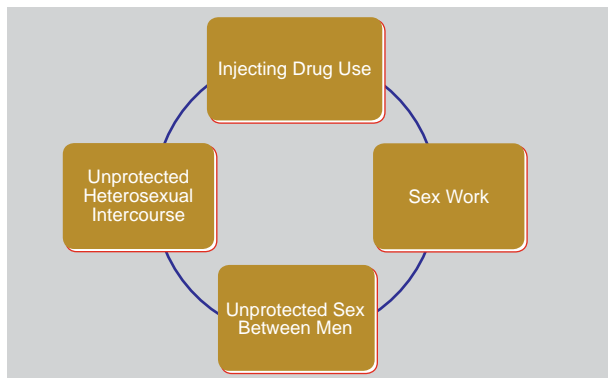 Injecting Drug Use
Unprotected
Heterosexual
Intercourse
Sex Work
Unprotected Sex
Between Men